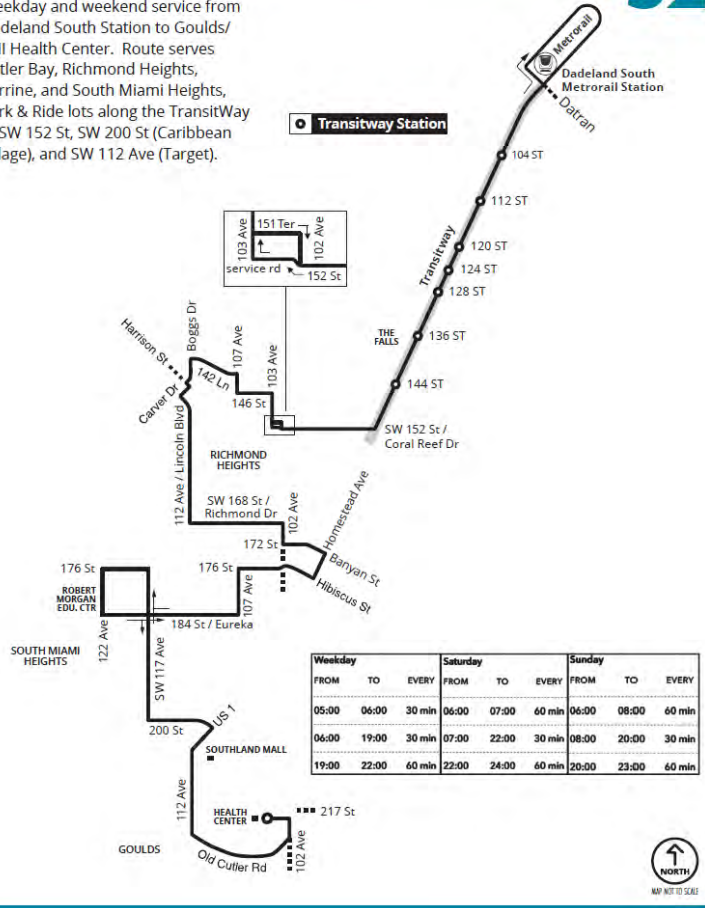 eekday and weekend service from
deland South Station to Goulds/
ll Health Center. Route serves
tler Bay, Richmond Heights,
rrine, and South Miami Heights,
rk & Ride lots along the TransitWay
SW 152 St, SW 200 St (Caribbean
lage), and SW 112 Ave (Target).
Metrorail
Dadeland South
Metrorail Station
Datran
Transitway Station
104 ST
112 ST
Transitway
120 ST
124 ST
128 ST
THE
FALLS
136 ST
144 ST
SW 152 St /
Coral Reef Dr
103 Ave
151 Ter
102 Ave
service rd
152 St
Harrison St
Boggs Dr
107 Ave
103 Ave
142 Ln
Carver Dr
146 St
112 Ave / Lincoln Blvd
RICHMOND
HEIGHTS
SW 168 St /
Richmond Dr
102 Ave
Homestead Ave
172 St
Banyan St
Hibiscus St
176 St
176 St
107 Ave
ROBERT
MORGAN
EDU. CTR
184 St / Eureka
122 Ave
SOUTH MIAMI
HEIGHTS
SW 117 Ave
200 St
US 1
SOUTHLAND MALL
112 Ave
HEALTH
CENTER
217 St
GOULDS
Old Cutler Rd
102 Ave
Weekday Saturday Sunday
FROM TO EVERY FROM TO EVERY FROM TO EVERY
05:00 06:00 30 min 06:00 07:00 60 min 06:00 08:00 60 min
06:00 19:00 30 min 07:00 22:00 30 min 08:00 20:00 30 min
19:00 22:00 60 min 22:00 24:00 60 min 20:00 23:00 60 min
NORTH
MAP NOT TO SCALE